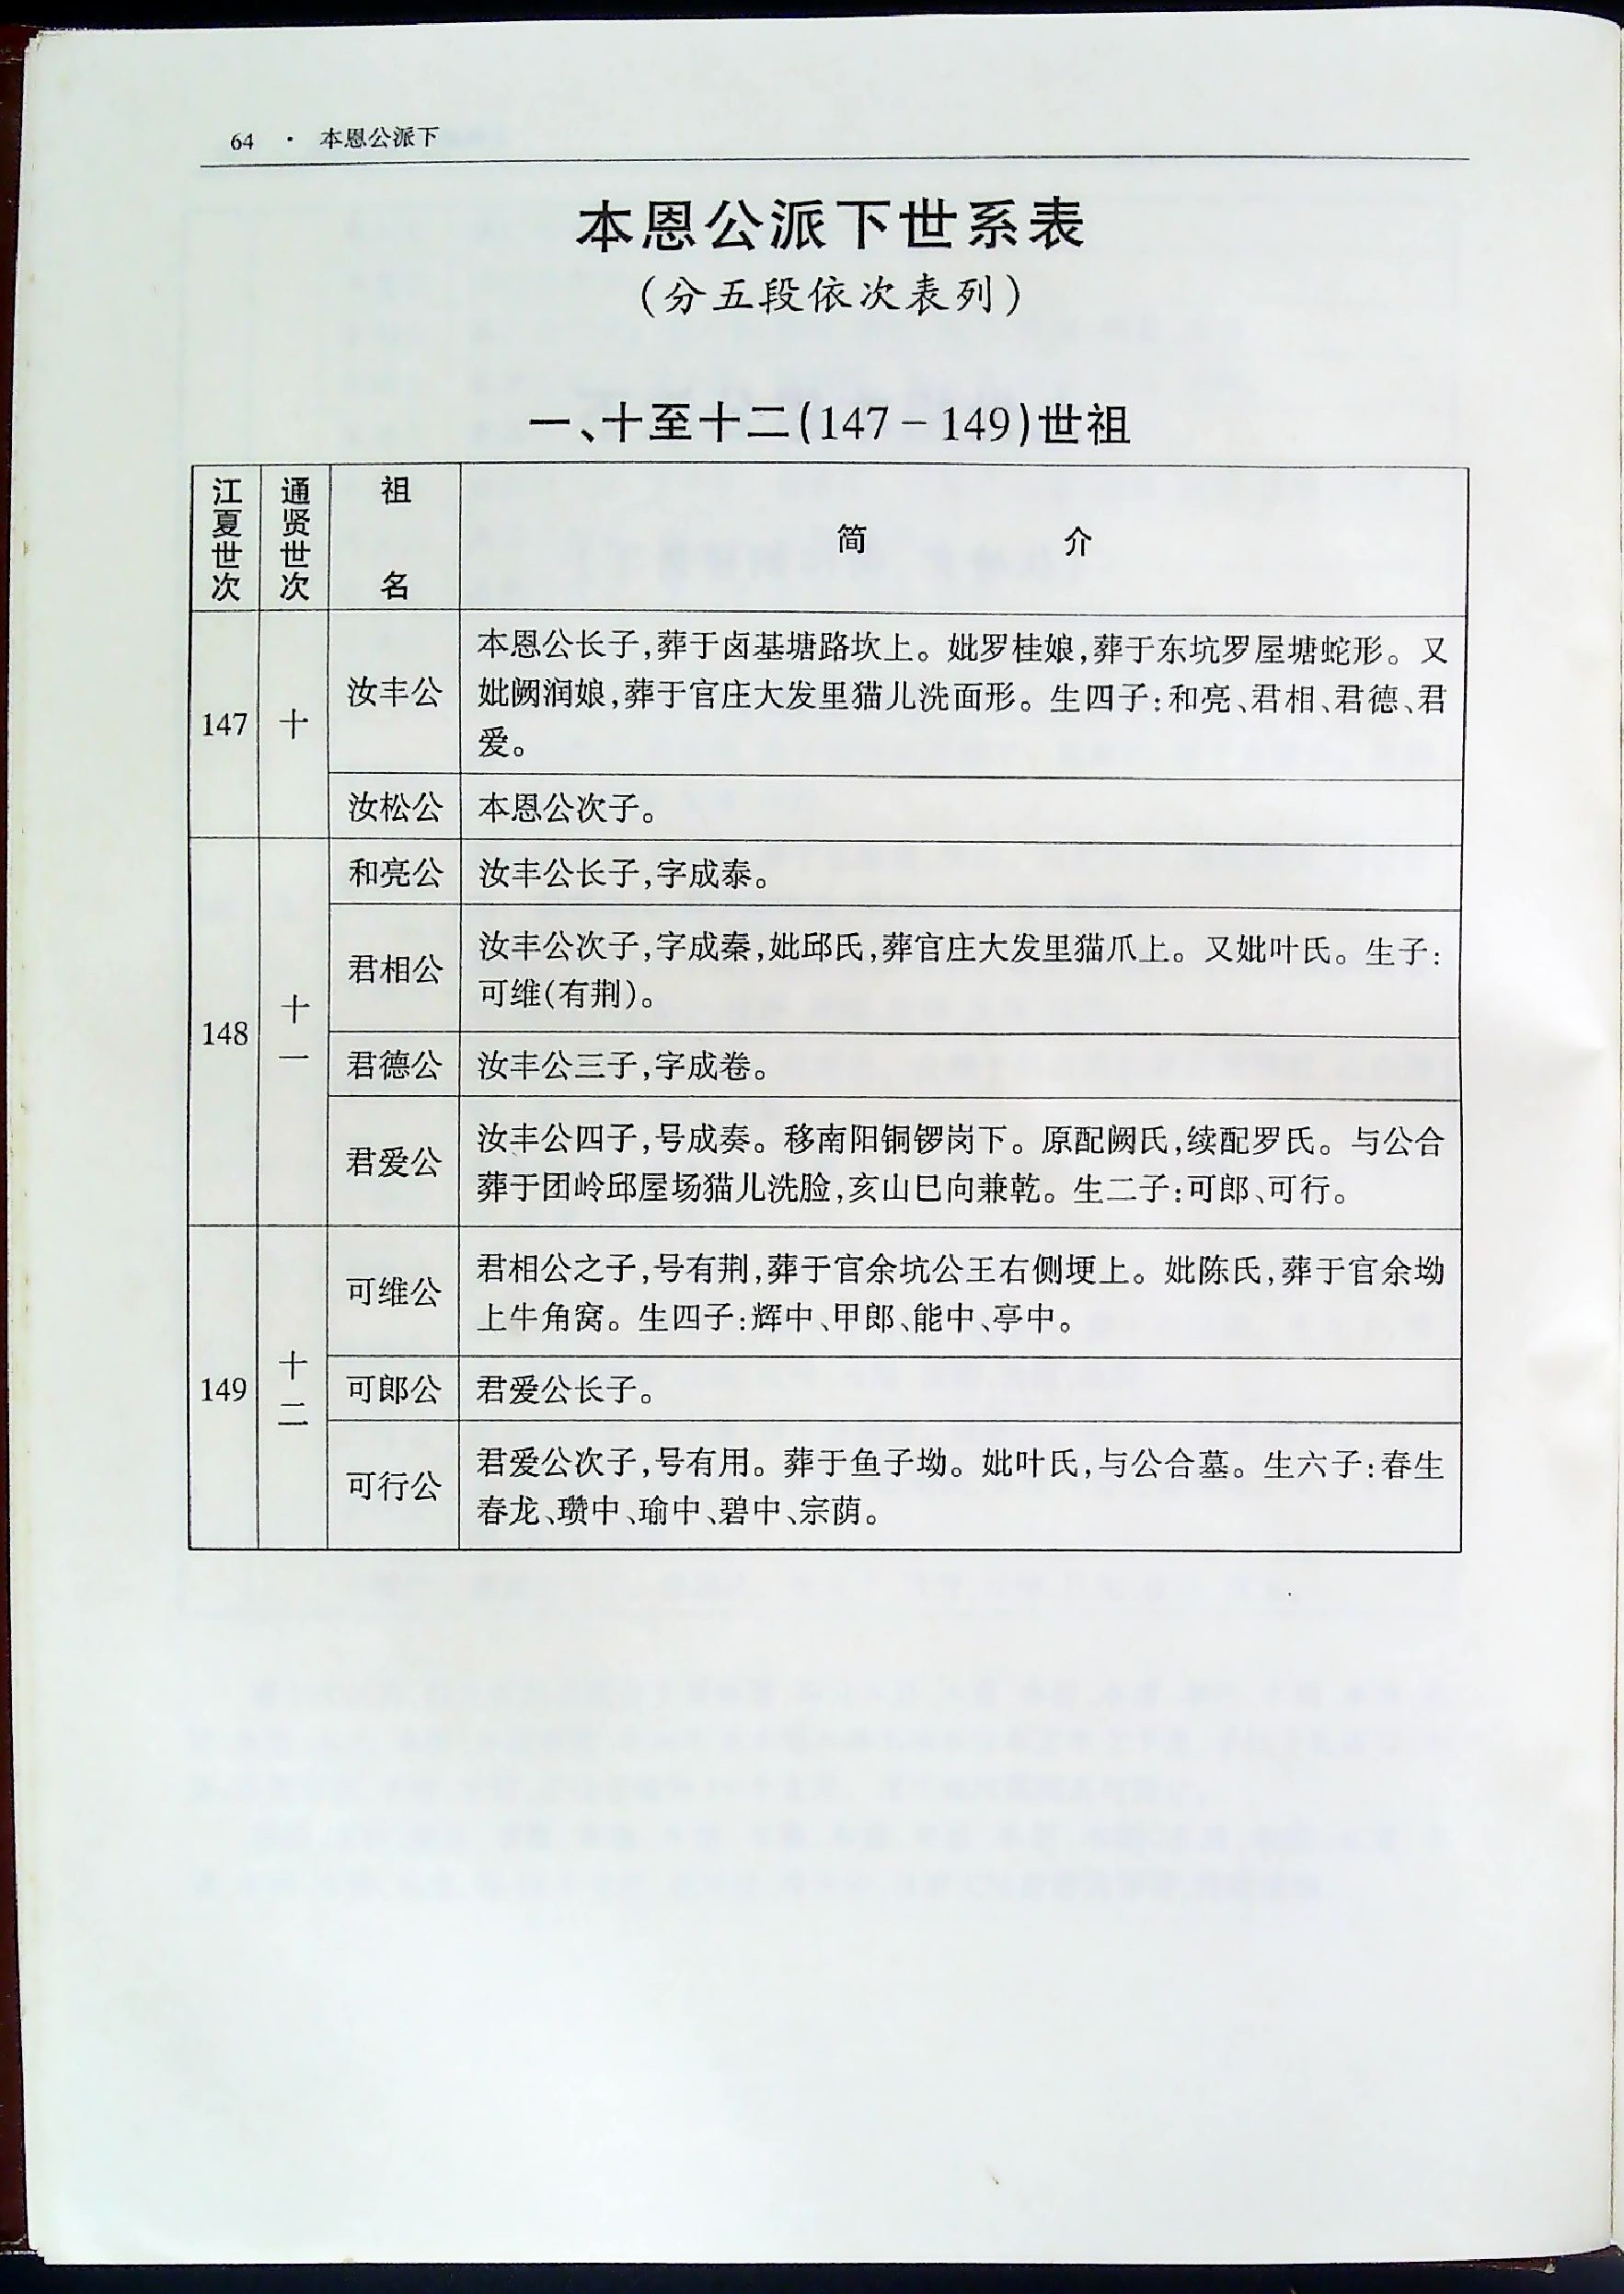 64 · 本恩公派下
本恩公派下世系表
(分五段依次表列)
一、十至十二(147-149)世祖
江夏世次 通贤世次 祖名 简介
147 十 汝丰公 本恩公长子,葬于卤基塘路坎上。妣罗桂娘,葬于东坑罗屋塘蛇形。又
妣阙润娘,葬于官庄大发里猫儿洗面形。生四子:和亮、君相、君德、君
爱。
汝松公 本恩公次子。
148 十一 和亮公 汝丰公长子,字成泰。
君相公 汝丰公次子,字成秦,妣邱氏,葬官庄大发里猫爪上。又妣叶氏。生子:
可维(有荆)。
君德公 汝丰公三子,字成卷。
君爱公 汝丰公四子,号成奏。移南阳铜锣岗下。原配阙氏,续配罗氏。与公合
葬于团岭邱屋场猫儿洗脸,亥山巳向兼乾。生二子:可郎、可行。
149 十二 可维公 君相公之子,号有荆,葬于官余坑公王右侧埂上。妣陈氏,葬于官余坳
上牛角窝。生四子:辉中、甲郎、能中、亭中。
可郎公 君爱公长子。
可行公 君爱公次子,号有用。葬于鱼子坳。妣叶氏,与公合墓。生六子:春生
春龙、瓒中、瑜中、碧中、宗荫。